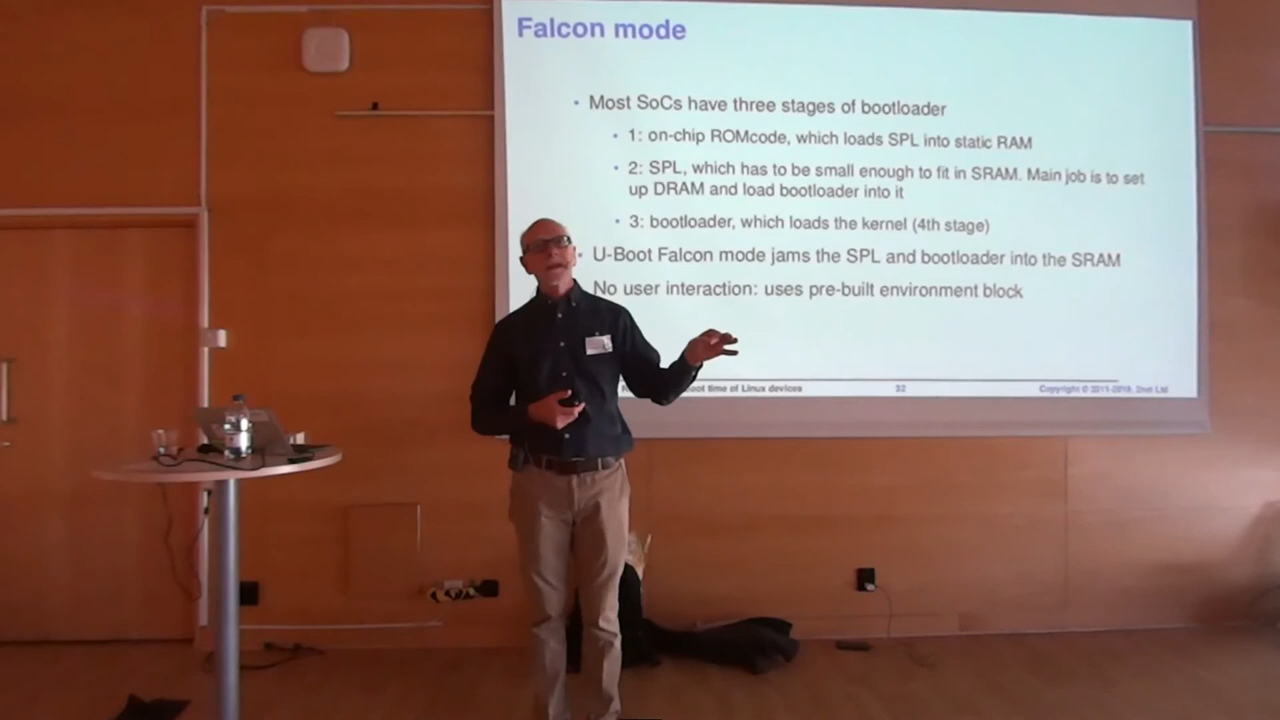 Falcon mode
• Most SoCs have three stages of bootloader
• 1: on-chip ROMcode, which loads SPL into static RAM
• 2: SPL, which has to be small enough to fit in SRAM. Main job is to set
up DRAM and load bootloader into it
• 3: bootloader, which loads the kernel (4th stage)
• U-Boot Falcon mode jams the SPL and bootloader into the SRAM
No user interaction: uses pre-built environment block
boot time of Linux devices 32 Copyright © 2011-2019, 2net Ltd